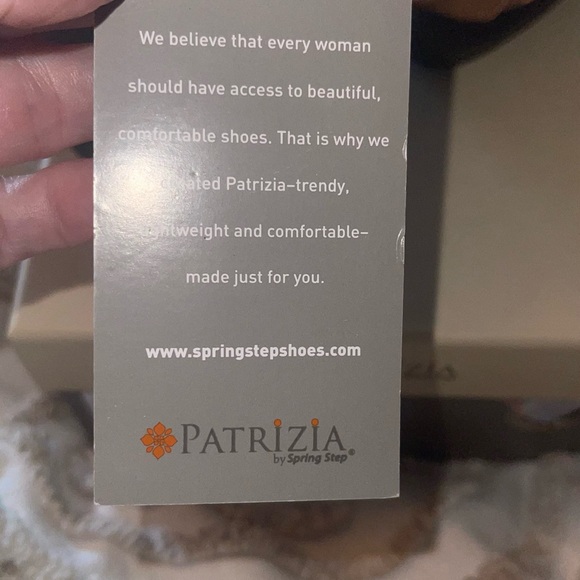 We believe that every woman
should have access to beautiful,
comfortable shoes. That is why we
Patrizia–trendy,
and comfortable–
made just for you.
www.springstepshoes.com
PATRIZIA
by Spring Step®